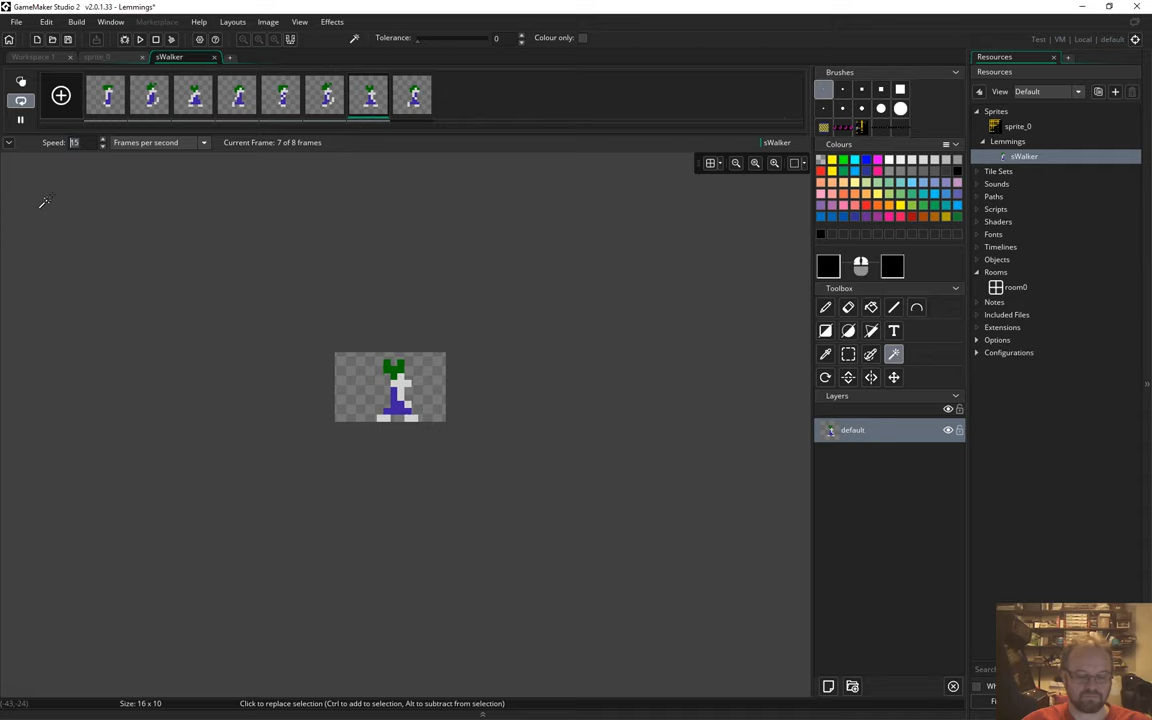 GameMaker Studio 2 v2.0.1.33 - Lemmings*
File Edit Build Window Marketplace Help Layouts Image View Effects
Tolerance: 0 Colour only: Test | VM | Local | default
Workspace 1 sprite_0 sWalker
Resources
Brushes
Resources
View Default
Sprites
sprite_0
Lemmings
sWalker
Speed: 15 Frames per second Current Frame: 7 of 8 frames sWalker
Colours
Tile Sets
Sounds
Paths
Scripts
Shaders
Fonts
Timelines
Objects
Rooms
room0
Toolbox
Notes
Included Files
Extensions
T
Options
Configurations
Layers
default
Search
(-43,-24) Size: 16 x 10 Click to replace selection (Ctrl to add to selection, Alt to subtract from selection)